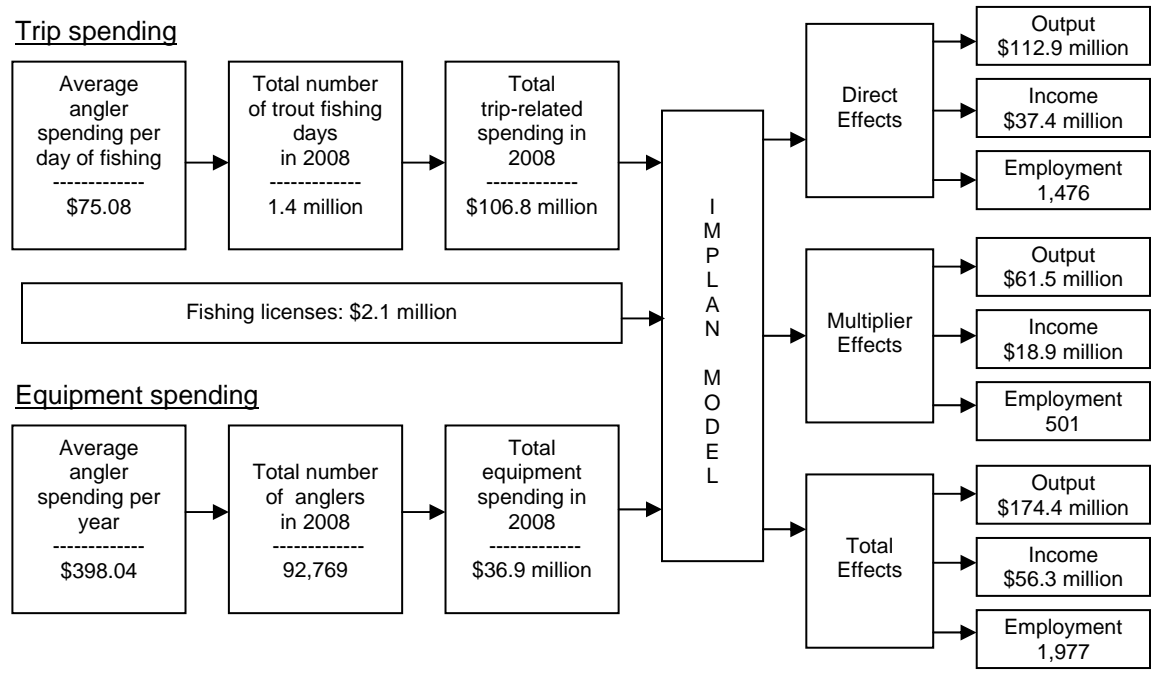 Trip spending
Average
angler
spending per
day of fishing
-------------
$75.08
Total number
of trout fishing
days
in 2008
-------------
1.4 million
Total
trip-related
spending in
2008
-------------
$106.8 million
Fishing licenses: $2.1 million
Equipment spending
Average
angler
spending per
year
-------------
$398.04
Total number
of anglers
in 2008
-------------
92,769
Total
equipment
spending in
2008
-------------
$36.9 million
I
M
P
L
A
N
M
O
D
E
L
Direct
Effects
Output
$112.9 million
Income
$37.4 million
Employment
1,476
Multiplier
Effects
Output
$61.5 million
Income
$18.9 million
Employment
501
Total
Effects
Output
$174.4 million
Income
$56.3 million
Employment
1,977